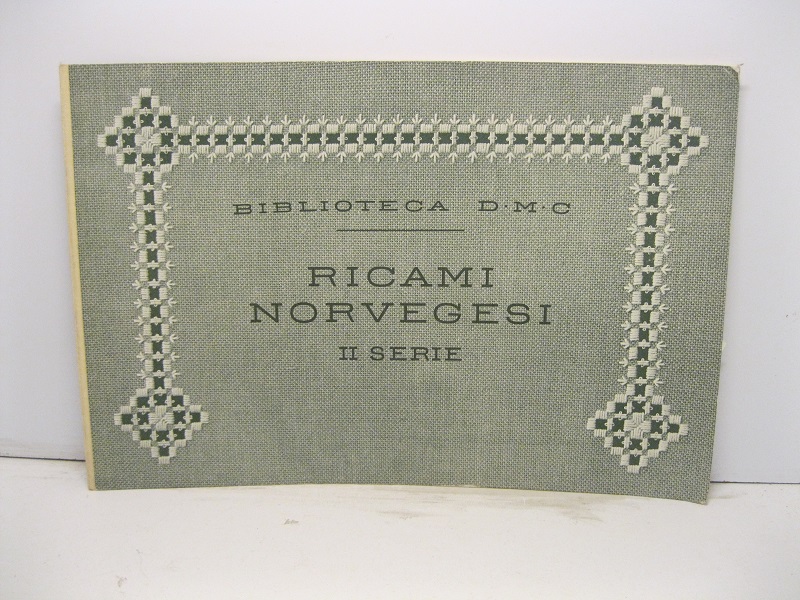 BIBLIOTECA D·M·C
RICAMI
NORVEGESI
II SERIE